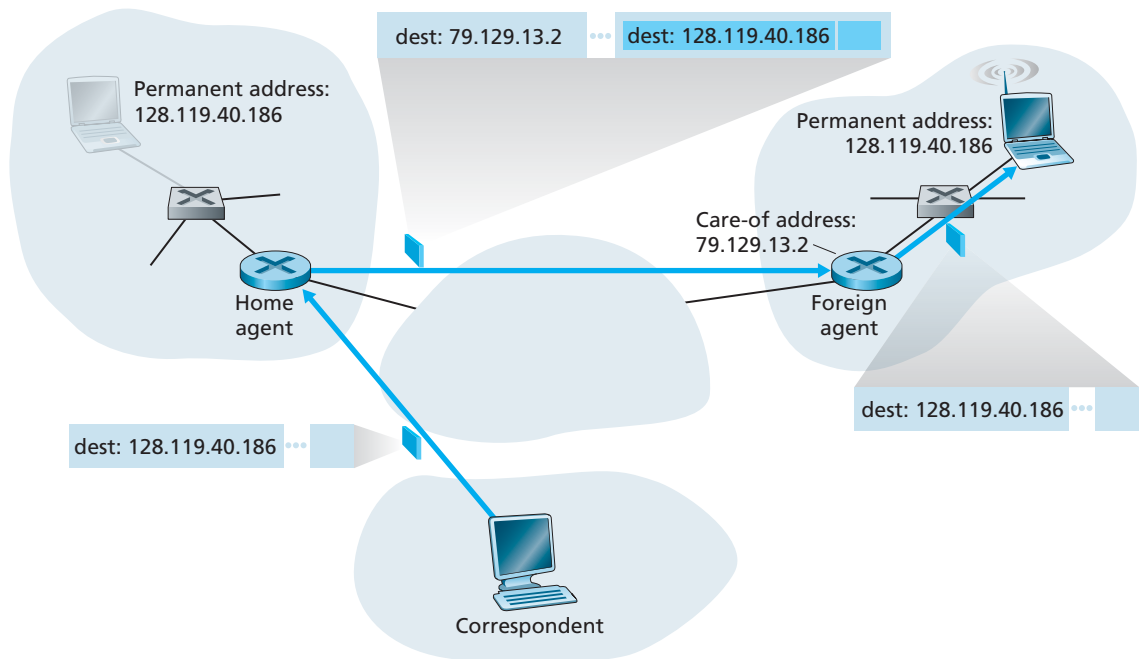 dest: 79.129.13.2
dest: 128.119.40.186
Permanent address:
128.119.40.186
Permanent address:
128.119.40.186
Care-of address:
79.129.13.2
Home
agent
Foreign
agent
dest: 128.119.40.186
dest: 128.119.40.186
Correspondent